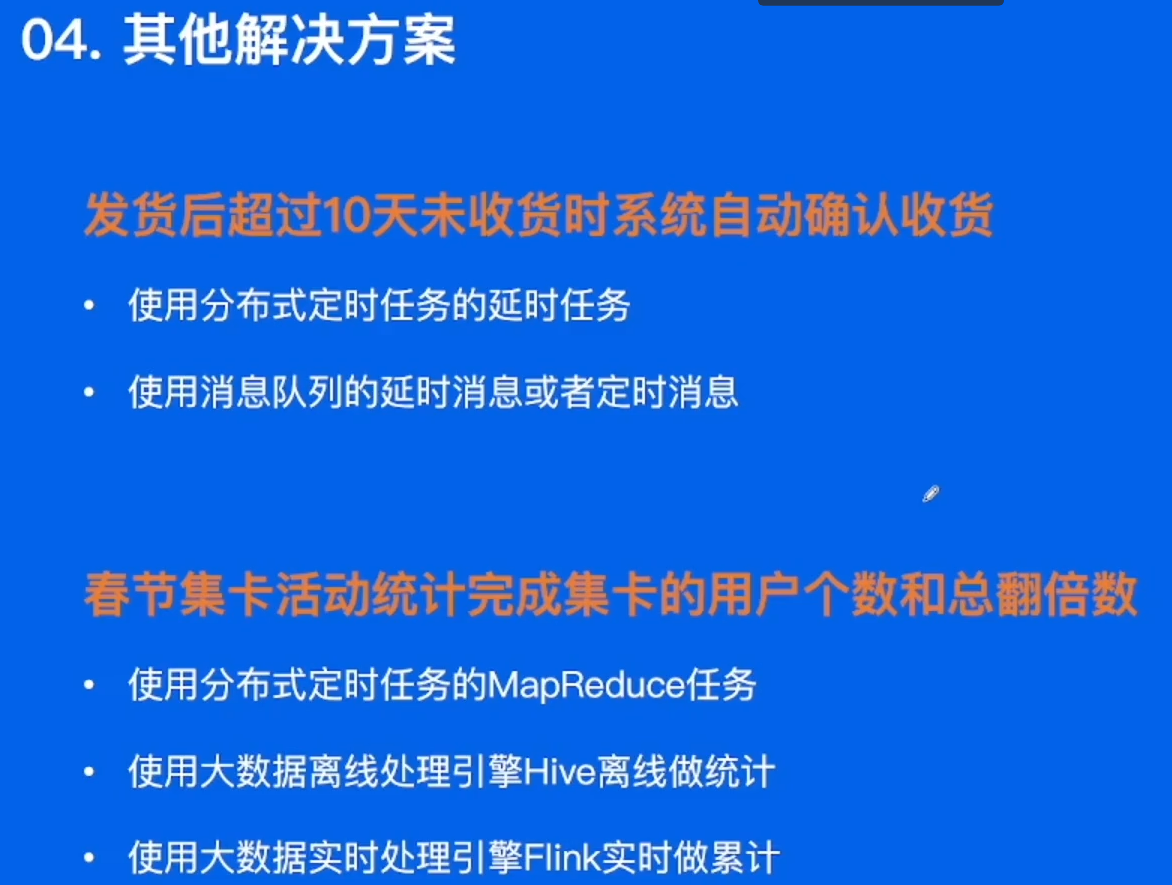 04. 其他解决方案
发货后超过10天未收货时系统自动确认收货
• 使用分布式定时任务的延时任务
• 使用消息队列的延时消息或者定时消息
春节集卡活动统计完成集卡的用户个数和总翻倍数
• 使用分布式定时任务的MapReduce任务
• 使用大数据离线处理引擎Hive离线做统计
• 使用大数据实时处理引擎Flink实时做累计